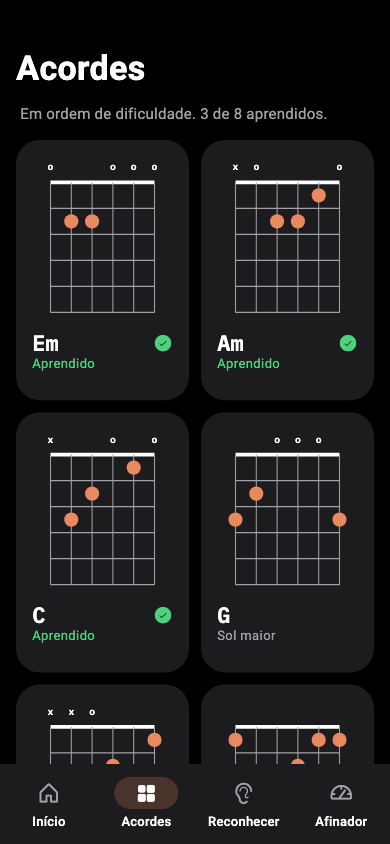 Acordes
Em ordem de dificuldade. 3 de 8 aprendidos.
o o o o
x o o
Em
Aprendido
Am
Aprendido
x o o
o o o
C
Aprendido
G
Sol maior
x x o
Início
Acordes
Reconhecer
Afinador